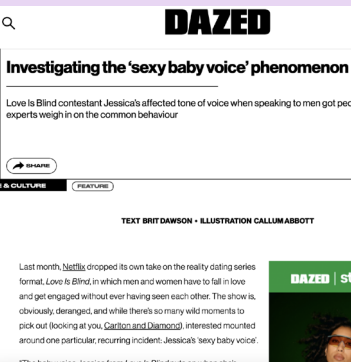 DAZED
Investigating the ‘sexy baby voice’ phenomenon
Love Is Blind contestant Jessica’s affected tone of voice when speaking to men got
experts weigh in on the common behaviour
SHARE
& CULTURE
FEATURE
TEXT BRIT DAWSON • ILLUSTRATION CALLUM ABBOTT
Last month, Netflix dropped its own take on the reality dating series
format, Love Is Blind, in which men and women have to fall in love
and get engaged without ever having seen each other. The show is,
obviously, deranged, and while there’s so many wild moments to
pick out (looking at you, Carlton and Diamond), interested mounted
around one particular, recurring incident: Jessica’s ‘sexy baby voice’.
DAZED